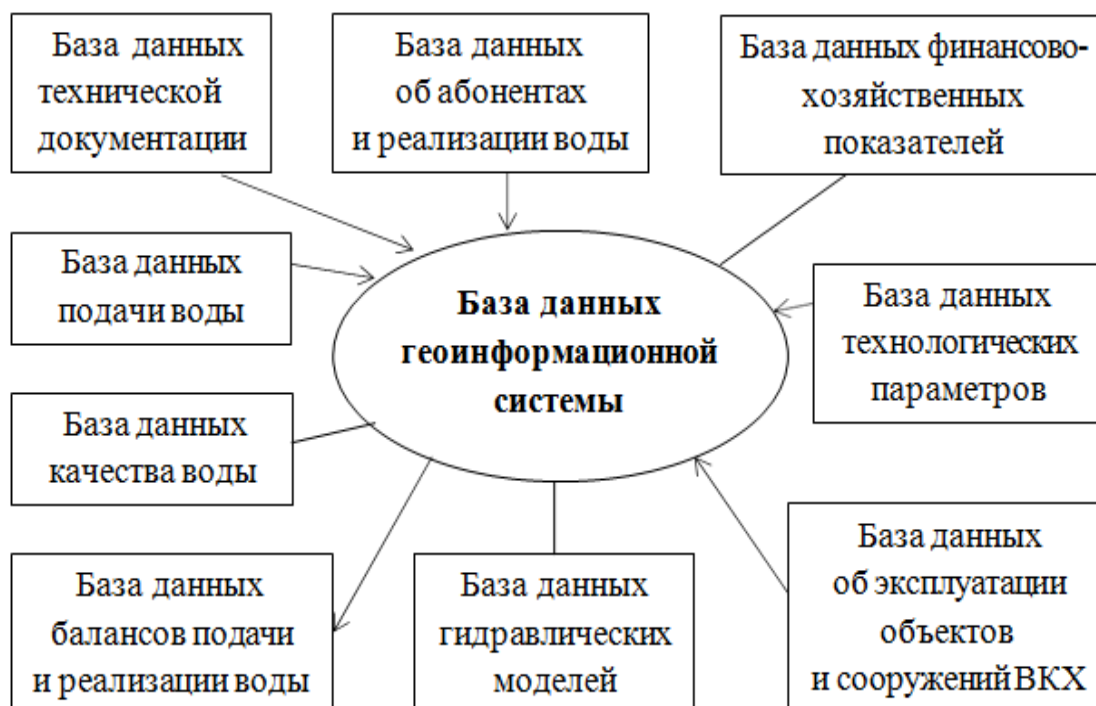 База данных
технической
документации
База данных
об абонентах
и реализации воды
База данных финансово-
хозяйственных
показателей
База данных
подачи воды
База данных
геоинформационной
системы
База данных
технологических
параметров
База данных
качества воды
База данных
балансов подачи
и реализации воды
База данных
гидравлических
моделей
База данных
об эксплуатации
объектов
и сооружений ВКХ